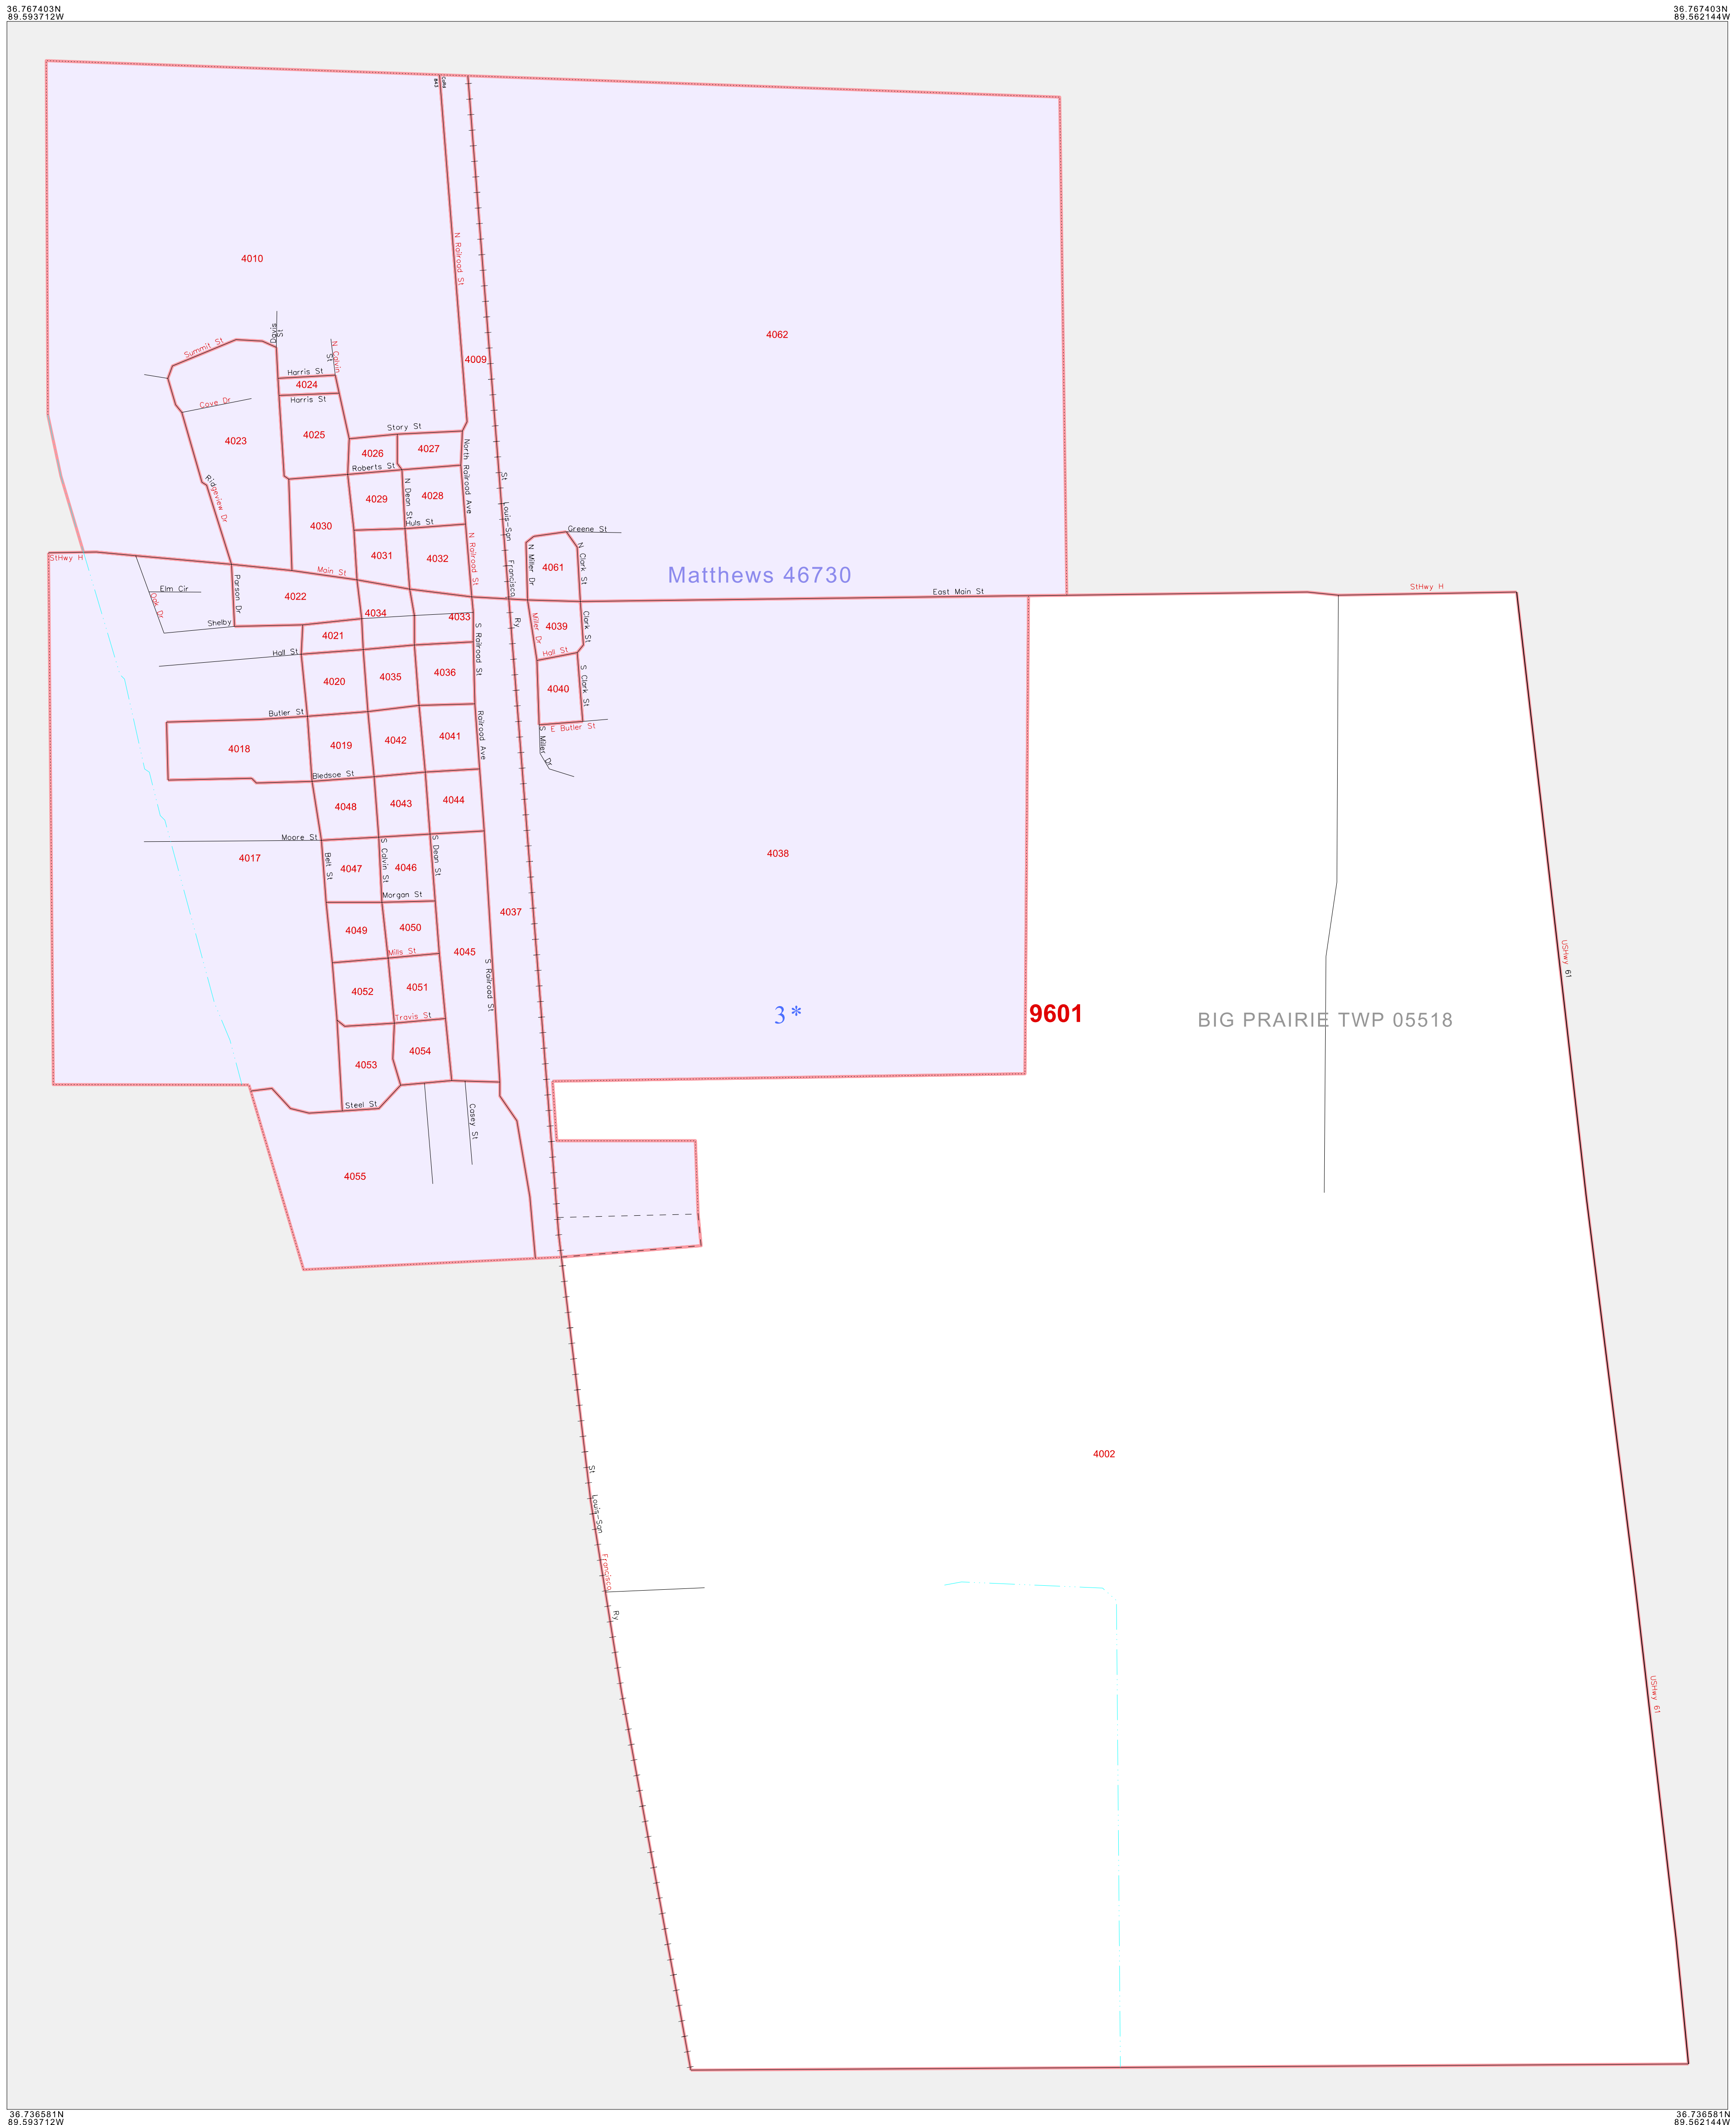 36.767403N
89.593712W
36.767403N
89.562144W
N Railroad St
4010
4062
4009
Summit St
Davis St
N Calvin St
Harris St
4024
Harris St
Cove Dr
4023
4025
Story St
4026
4027
Roberts St
North Railroad Ave
Ridgeview Dr
4029
4028
N Dean St
4030
Huls St
4031
4032
N Railroad St
St Louis-San Francisco Ry
Greene St
N Miller Dr
4061
N Clark St
Matthews 46730
StHwy H
Main St
Elm Cir
Oak Dr
Parson Dr
4022
4034
4033
Shelby
4021
Hall St
S Railroad St
East Main St
StHwy H
Miller Dr
4039
Clark St
Hall St
4020
4035
4036
4040
S Clark St
Butler St
E Butler St
S Miller Dr
4018
4019
4042
4041
Railroad Ave
Bledsoe St
4048
4043
4044
Moore St
4017
Belt St
4047
S Calvin St
4046
S Dean St
4038
Morgan St
4049
4050
4037
Mills St
4045
4052
4051
S Railroad St
USHwy 61
Travis St
3*
9601
BIG PRAIRIE TWP 05518
4053
4054
Steel St
Casey St
4055
4002
St Louis-San Francisco Ry
USHwy 61
36.736581N
89.593712W
36.736581N
89.562144W